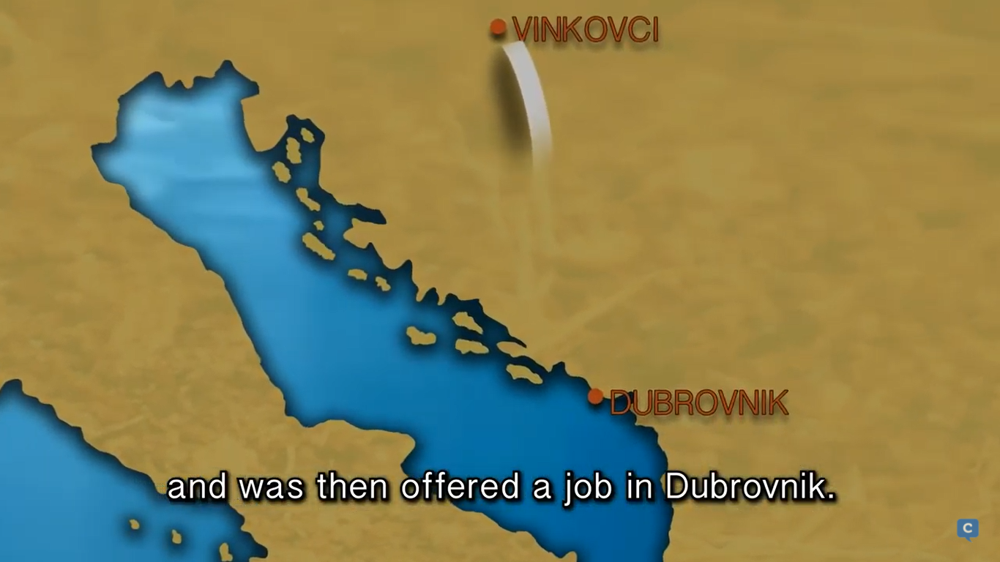 VINKOVCI
DUBROVNIK
and was then offered a job in Dubrovnik.
C